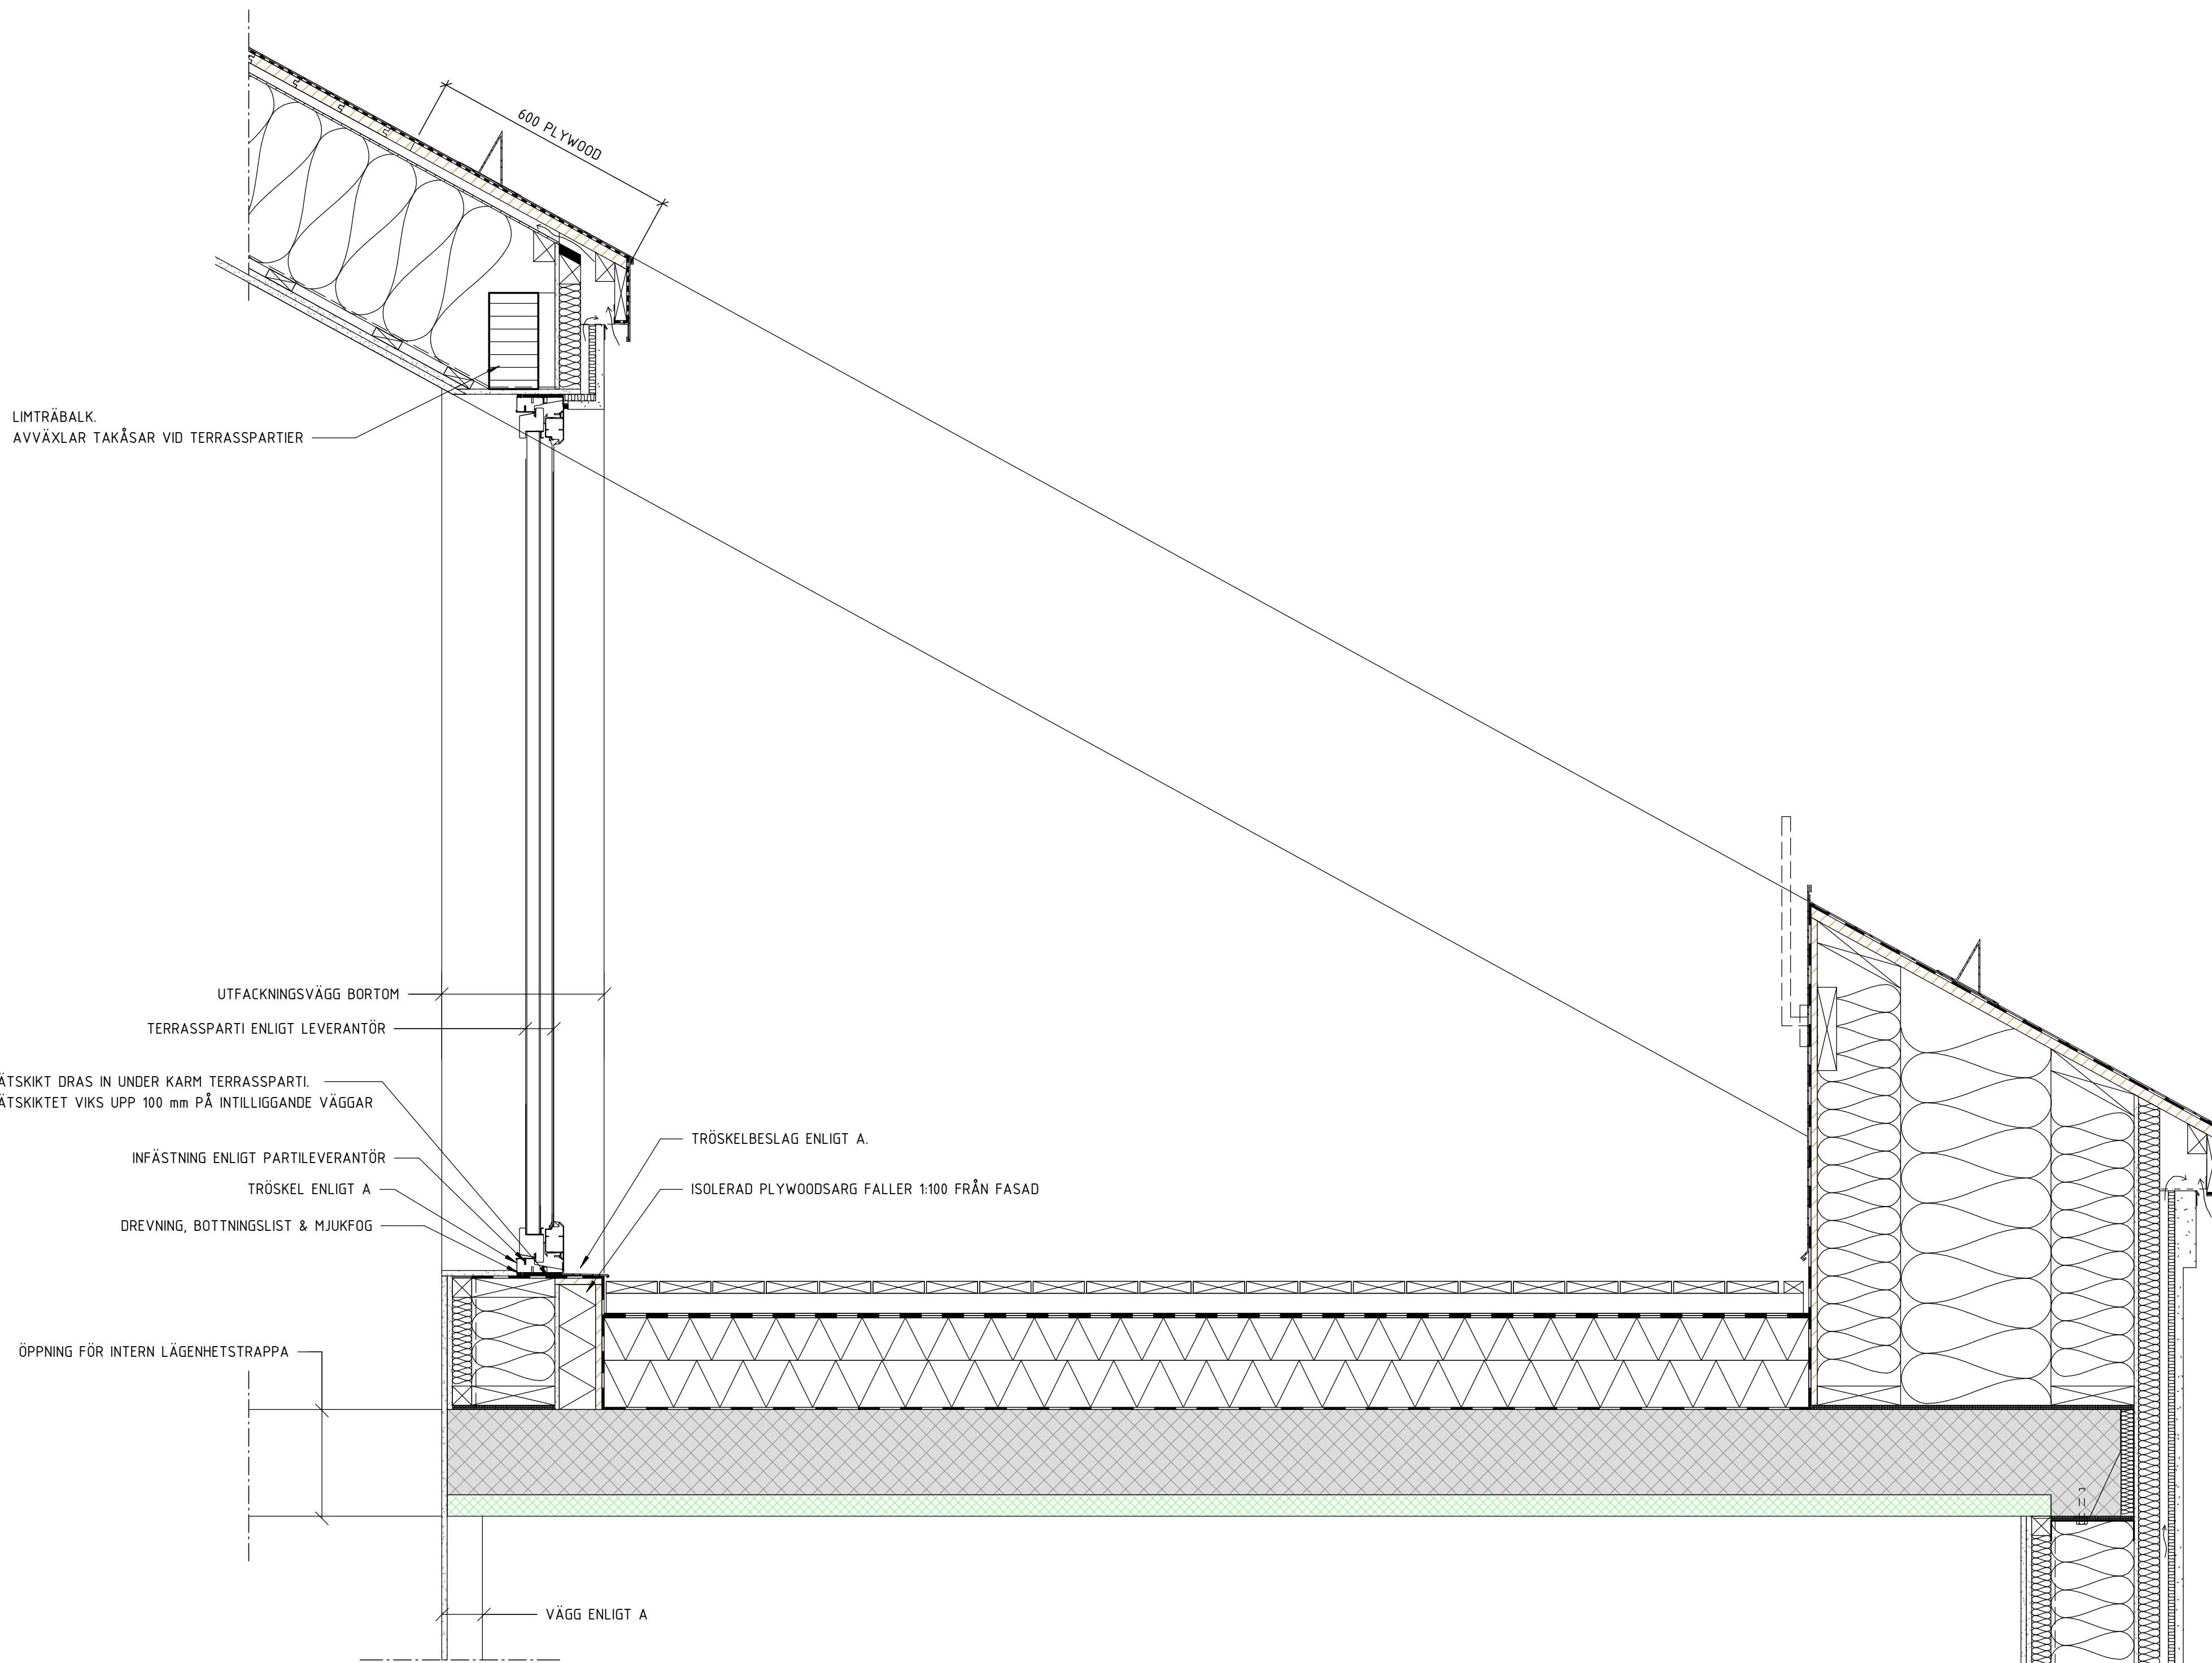 600 PLYWOOD
LIMTRÄBALK.
AVVÄXLAR TAKÅSAR VID TERRASSPARTIER
UTFACKNINGSVÄGG BORTOM
TERRASSPARTI ENLIGT LEVERANTÖR
ÄTSKIKT DRAS IN UNDER KARM TERRASSPARTI.
ÄTSKIKTET VIKS UPP 100 mm PÅ INTILLIGGANDE VÄGGAR
TRÖSKELBESLAG ENLIGT A.
INFÄSTNING ENLIGT PARTILEVERANTÖR
TRÖSKEL ENLIGT A
ISOLERAD PLYWOODSARG FALLER 1:100 FRÅN FASAD
DREVNING, BOTTNINGSLIST & MJUKFOG
ÖPPNING FÖR INTERN LÄGENHETSTRAPPA
VÄGG ENLIGT A